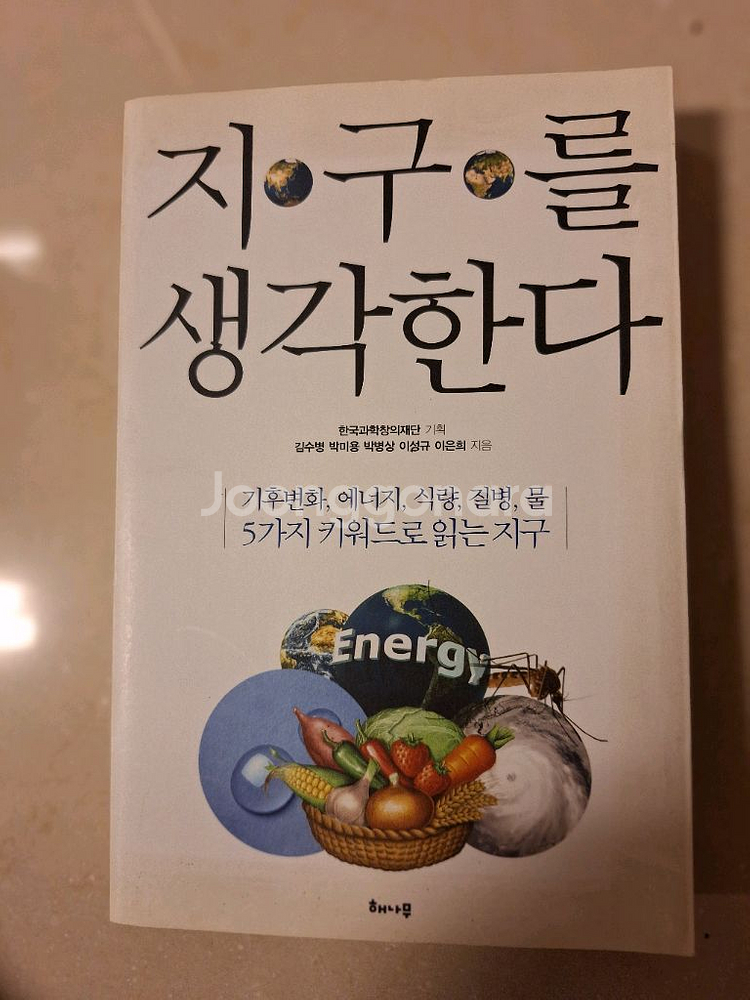 지구를
생각한다
한국과학창의재단 기획
김수병 박미용 박병상 이성규 이은희 지음
Joonggonara
기후변화, 에너지, 식량, 질병, 물
5가지 키워드로 읽는 지구
Energy
해나무